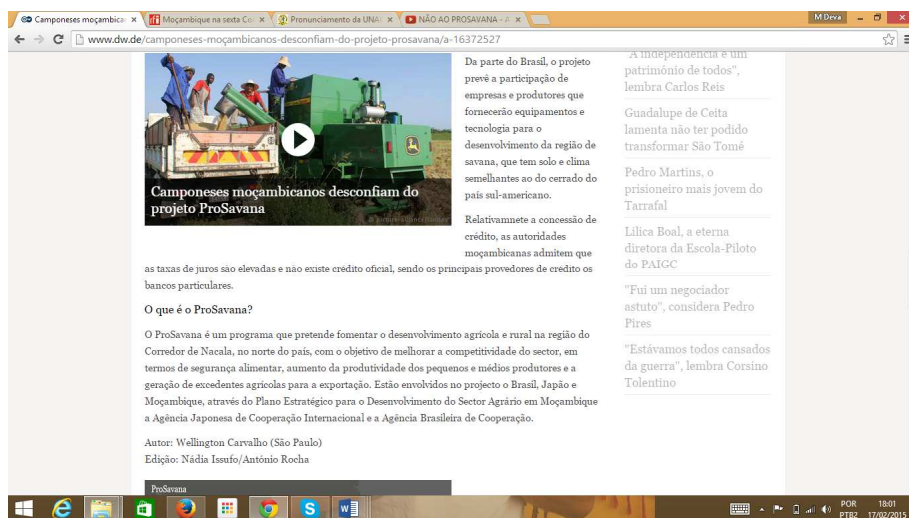 Camponeses moçambica
Moçambique na sexta Co
Pronunciamento da UNA
NÃO AO PROSAVANA - A
M Deva
www.dw.de/camponeses-moçambicanos-desconfiam-do-projeto-prosavana/a-16372527
Camponeses moçambicanos desconfiam do
projeto ProSavana
Da parte do Brasil, o projeto
prevê a participação de
empresas e produtores que
fornecerão equipamentos e
tecnologia para o
desenvolvimento da região de
savana, que tem solo e clima
semelhantes ao do cerrado do
país sul-americano.
Relativamnete a concessão de
crédito, as autoridades
moçambicanas admitem que
as taxas de juros são elevadas e não existe crédito oficial, sendo os principais provedores de crédito os
bancos particulares.
O que é o ProSavana?
O ProSavana é um programa que pretende fomentar o desenvolvimento agrícola e rural na região do
Corredor de Nacala, no norte do país, com o objetivo de melhorar a competitividade do sector, em
termos de segurança alimentar, aumento da produtividade dos pequenos e médios produtores e a
geração de excedentes agrícolas para a exportação. Estão envolvidos no projecto o Brasil, Japão e
Moçambique, através do Plano Estratégico para o Desenvolvimento do Sector Agrário em Moçambique
a Agência Japonesa de Cooperação Internacional e a Agência Brasileira de Cooperação.
Autor: Wellington Carvalho (São Paulo)
Edição: Nádia Issufo/António Rocha
ProSavana
"A independência é um
património de todos",
lembra Carlos Reis
Guadalupe de Ceita
lamenta não ter podido
transformar São Tomé
Pedro Martins, o
prisioneiro mais jovem do
Tarrafal
Lilica Boal, a eterna
diretora da Escola-Piloto
do PAIGC
"Fui um negociador
astuto", considera Pedro
Pires
"Estávamos todos cansados
da guerra", lembra Corsino
Tolentino
POR
PTB2
18:01
17/02/2015